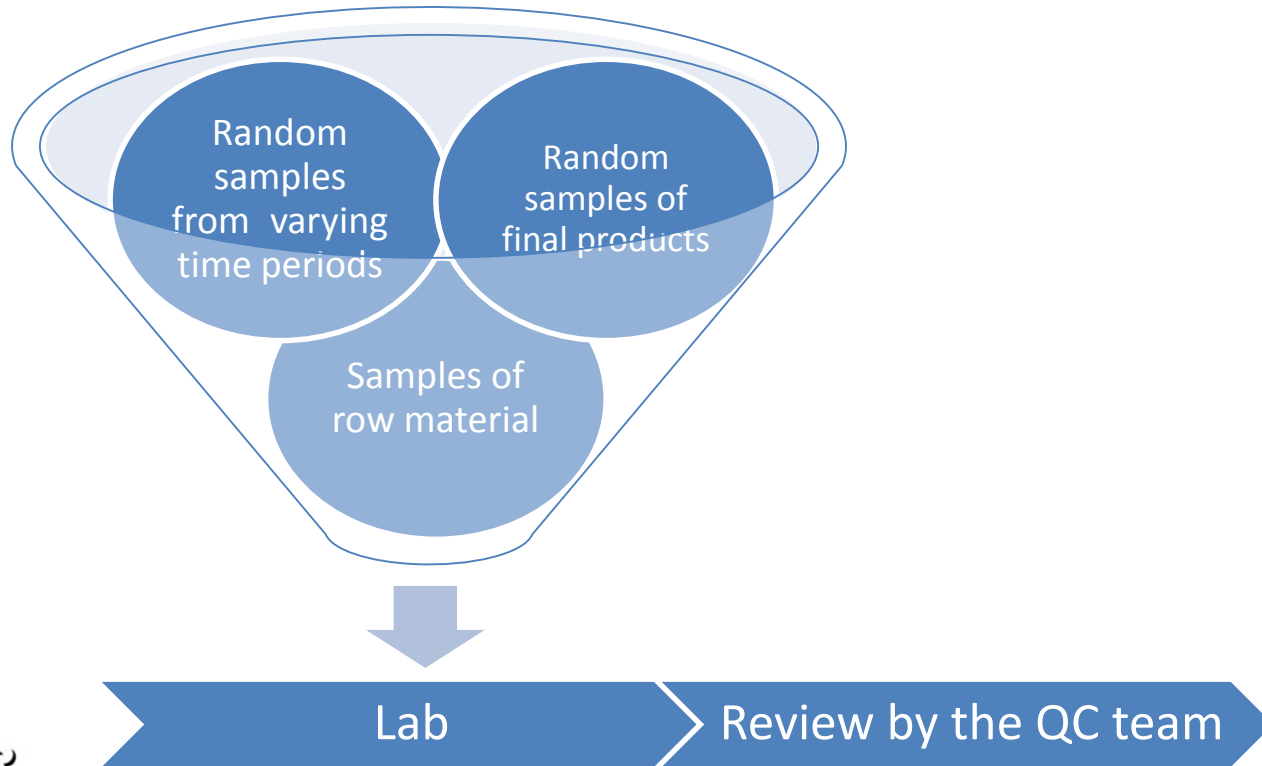 Random
samples
from varying
time periods
Random
samples of
final products
Samples of
row material
Lab
Review by the QC team